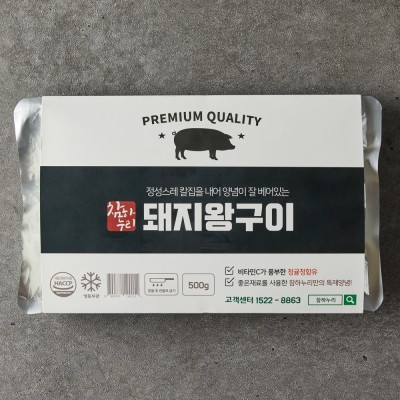 PREMIUM QUALITY
정성스레 칼집을 내어 양념이 잘 베어있는
참하누리
돼지왕구이
HACCP
냉동보관
500g
비타민C가 풍부한 청귤청함유
좋은재료를 사용한 참하누리만의 특제양념!
고객센터 1522 - 8863
참하누리